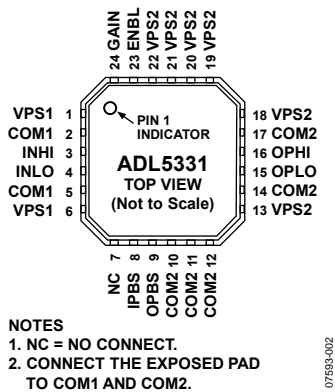 24 GAIN
23 ENBL
22 VPS2
21 VPS2
20 VPS2
19 VPS2
VPS1 1
COM1 2
INHI 3
INLO 4
COM1 5
VPS1 6
PIN 1
INDICATOR
ADL5331
TOP VIEW
(Not to Scale)
18 VPS2
17 COM2
16 OPHI
15 OPLO
14 COM2
13 VPS2
NC 7
IPBS 8
OPBS 9
COM2 10
COM2 11
COM2 12
NOTES
1. NC = NO CONNECT.
2. CONNECT THE EXPOSED PAD
TO COM1 AND COM2.
07593-002